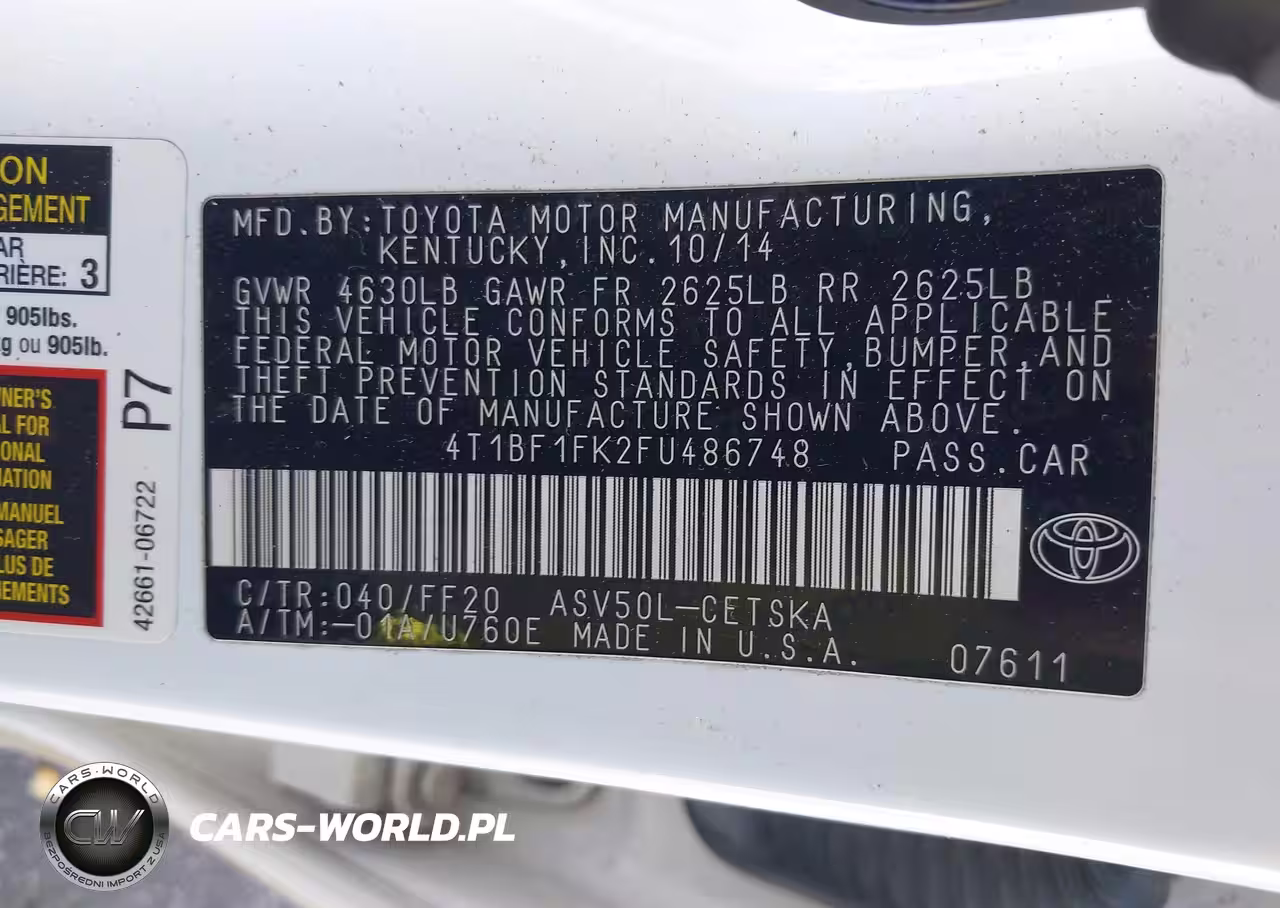 ON
GEMENT
AR
RIÈRE: 3
905lbs.
g ou 905lb.
NER'S
L FOR
ONAL
ATION
MANUEL
SAGER
LUS DE
EMENTS
P7
42661-06722
MFD.BY:TOYOTA MOTOR MANUFACTURING,
KENTUCKY,INC.10/14
GVWR 4630LB GAWR FR 2625LB RR 2625LB
THIS VEHICLE CONFORMS TO ALL APPLICABLE
FEDERAL MOTOR VEHICLE SAFETY,BUMPER,AND
THEFT PREVENTION STANDARDS IN EFFECT ON
THE DATE OF MANUFACTURE SHOWN ABOVE.
4T1BF1FK2FU486748 PASS.CAR
C/TR:040/FF20 ASV50L-CETSKA
A/TM:-01A/U760E MADE IN U.S.A.
07611
CARS-WORLD
CW
BEZPOŚREDNI IMPORT Z USA
CARS-WORLD.PL